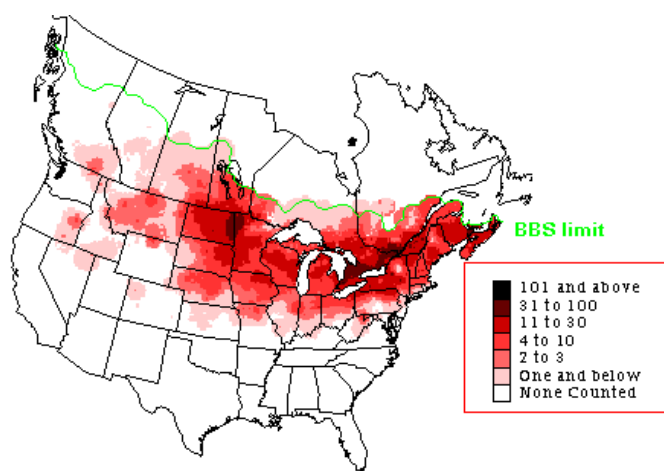 BBS limit
101 and above
31 to 100
11 to 30
4 to 10
2 to 3
One and below
None Counted